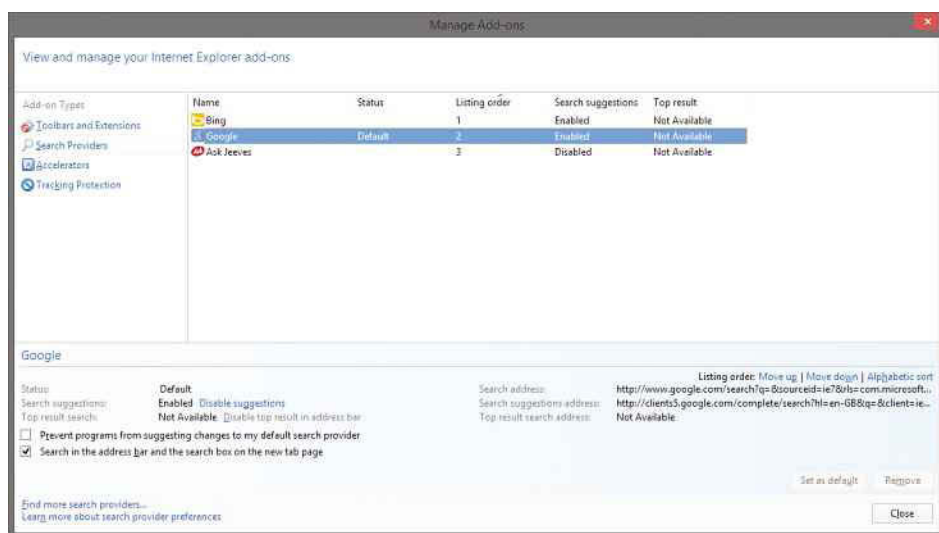 Manage Add-ons
View and manage your Internet Explorer add-ons
Add-on Types
Toolbars and Extensions
Search Providers
Accelerators
Tracking Protection
Name Status Listing order Search suggestions Top result
Bing 1 Enabled Not Available
Google Default 2 Enabled Not Available
Ask Jeeves 3 Disabled Not Available
Google
Listing order: Move up | Move down | Alphabetic sort
Status: Default Search address: http://www.google.com/search?q=&sourceid=ie7&rls=com.microsoft...
Search suggestions: Enabled Disable suggestions Search suggestions address: http://clients5.google.com/complete/search?hl=en-GB&q=&client=ie...
Top result search: Not Available Disable top result in address bar Top result search address: Not Available
Prevent programs from suggesting changes to my default search provider
Search in the address bar and the search box on the new tab page
Set as default Remove
Find more search providers...
Learn more about search provider preferences
Close